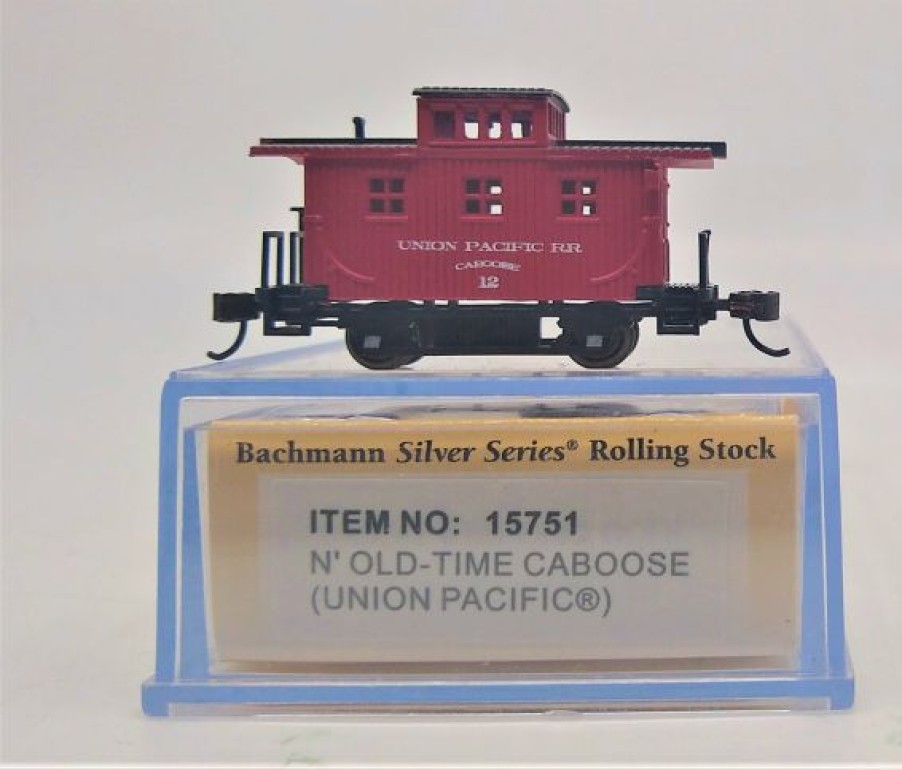 UNION PACIFIC RR
CABOOSE
12
Bachmann Silver Series® Rolling Stock
ITEM NO: 15751
N' OLD-TIME CABOOSE
(UNION PACIFIC®)